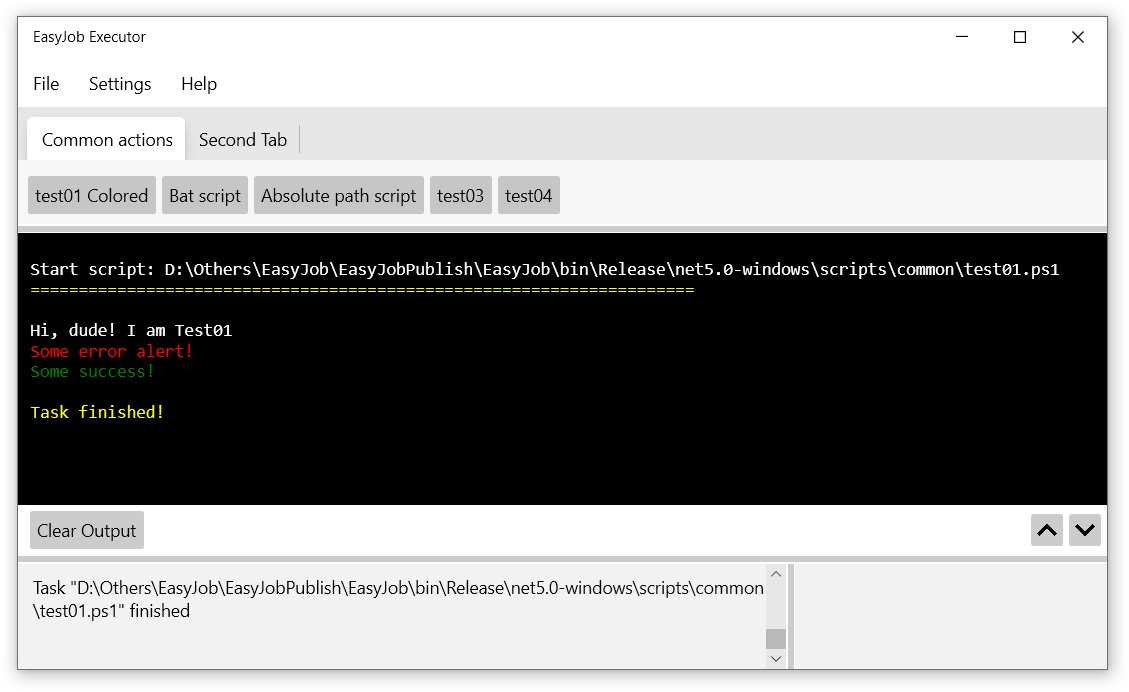 EasyJob Executor
File Settings Help
Common actions Second Tab
test01 Colored Bat script Absolute path script test03 test04
Start script: D:\Others\EasyJob\EasyJobPublish\EasyJob\bin\Release\net5.0-windows\scripts\common\test01.ps1
=====================================================================
Hi, dude! I am Test01
Some error alert!
Some success!
Task finished!
Clear Output
Task "D:\Others\EasyJob\EasyJobPublish\EasyJob\bin\Release\net5.0-windows\scripts\common
\test01.ps1" finished